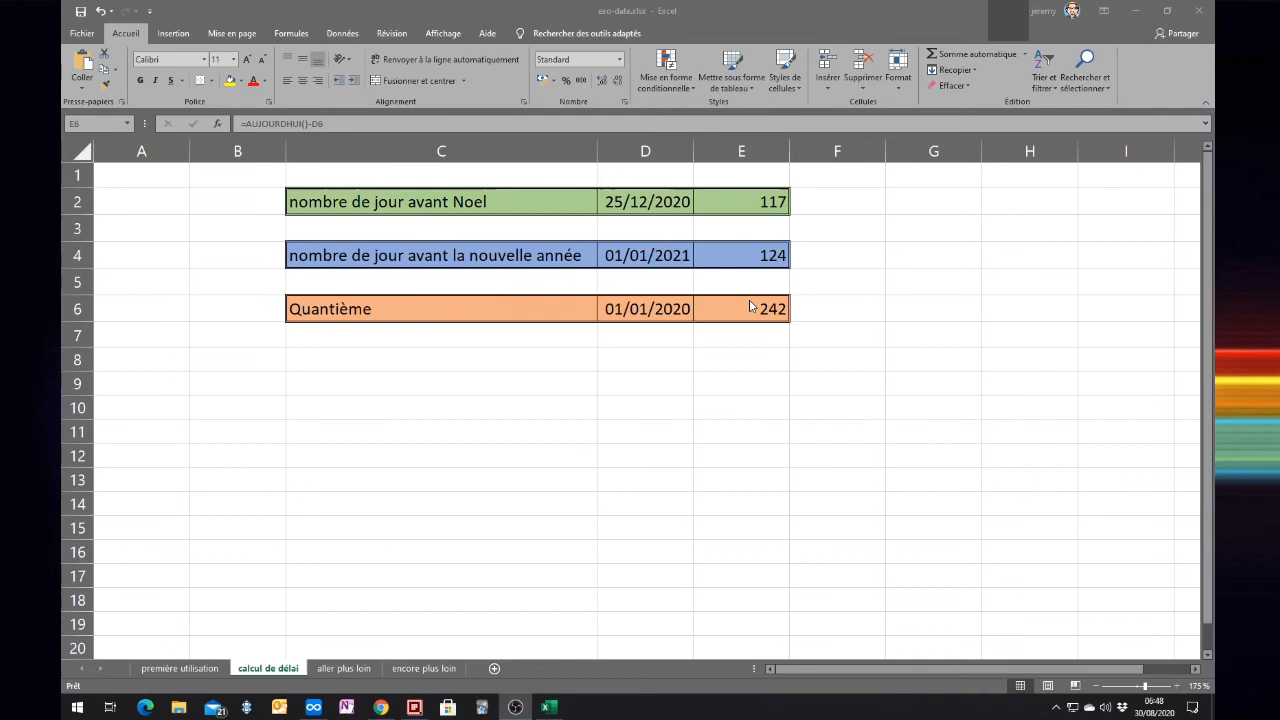 exo-date.xlsx - Excel
jeremy
Fichier Accueil Insertion Mise en page Formules Données Révision Affichage Aide Rechercher des outils adaptés Partager
Coller
Calibri 11
G I S
Renvoyer à la ligne automatiquement
Fusionner et centrer
Standard
% 000
Mise en forme conditionnelle
Mettre sous forme de tableau
Styles de cellules
Insérer Supprimer Format
Somme automatique
Recopier
Effacer
Trier et filtrer
Rechercher et sélectionner
Presse-papiers Police Alignement Nombre Styles Cellules Édition
E6 fx =AUJOURDHUI()-D6
A B C D E F G H I
1
2 nombre de jour avant Noel 25/12/2020 117
3
4 nombre de jour avant la nouvelle année 01/01/2021 124
5
6 Quantième 01/01/2020 242
7
8
9
10
11
12
13
14
15
16
17
18
19
20
première utilisation calcul de délai aller plus loin encore plus loin
Prêt 175 %
21
06:48
30/08/2020